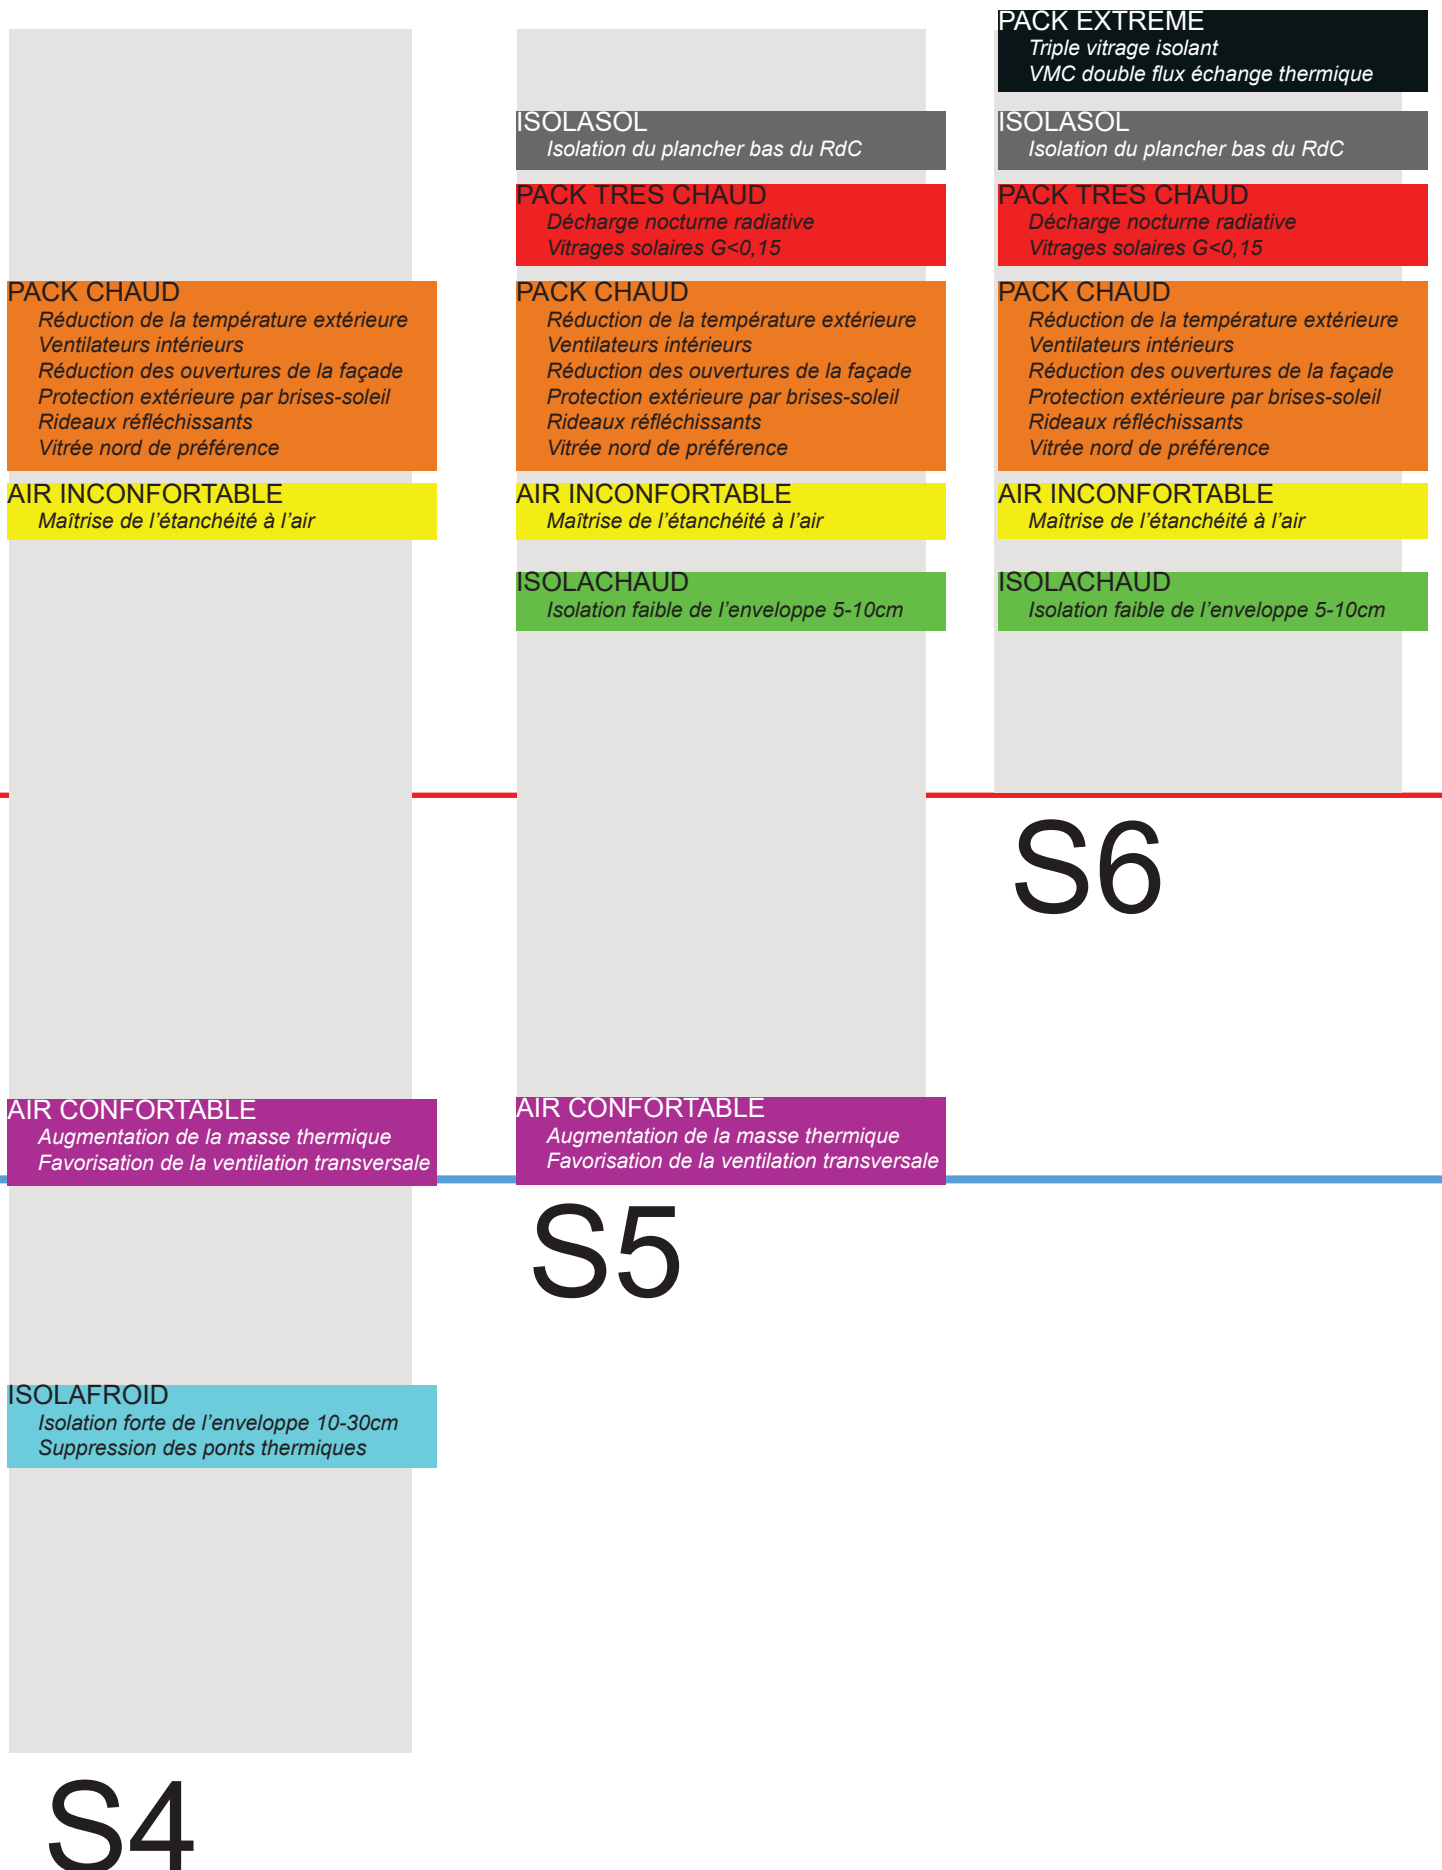 PACK CHAUD
Réduction de la température extérieure
Ventilateurs intérieurs
Réduction des ouvertures de la façade
Protection extérieure par brises-soleil
Rideaux réfléchissants
Vitrée nord de préférence
AIR INCONFORTABLE
Maîtrise de l’étanchéité à l’air
AIR CONFORTABLE
Augmentation de la masse thermique
Favorisation de la ventilation transversale
ISOLAFROID
Isolation forte de l’enveloppe 10-30cm
Suppression des ponts thermiques
S4
ISOLASOL
Isolation du plancher bas du RdC
PACK TRES CHAUD
Décharge nocturne radiative
Vitrages solaires G<0,15
PACK CHAUD
Réduction de la température extérieure
Ventilateurs intérieurs
Réduction des ouvertures de la façade
Protection extérieure par brises-soleil
Rideaux réfléchissants
Vitrée nord de préférence
AIR INCONFORTABLE
Maîtrise de l’étanchéité à l’air
ISOLACHAUD
Isolation faible de l’enveloppe 5-10cm
AIR CONFORTABLE
Augmentation de la masse thermique
Favorisation de la ventilation transversale
S5
PACK EXTREME
Triple vitrage isolant
VMC double flux échange thermique
ISOLASOL
Isolation du plancher bas du RdC
PACK TRES CHAUD
Décharge nocturne radiative
Vitrages solaires G<0,15
PACK CHAUD
Réduction de la température extérieure
Ventilateurs intérieurs
Réduction des ouvertures de la façade
Protection extérieure par brises-soleil
Rideaux réfléchissants
Vitrée nord de préférence
AIR INCONFORTABLE
Maîtrise de l’étanchéité à l’air
ISOLACHAUD
Isolation faible de l’enveloppe 5-10cm
S6